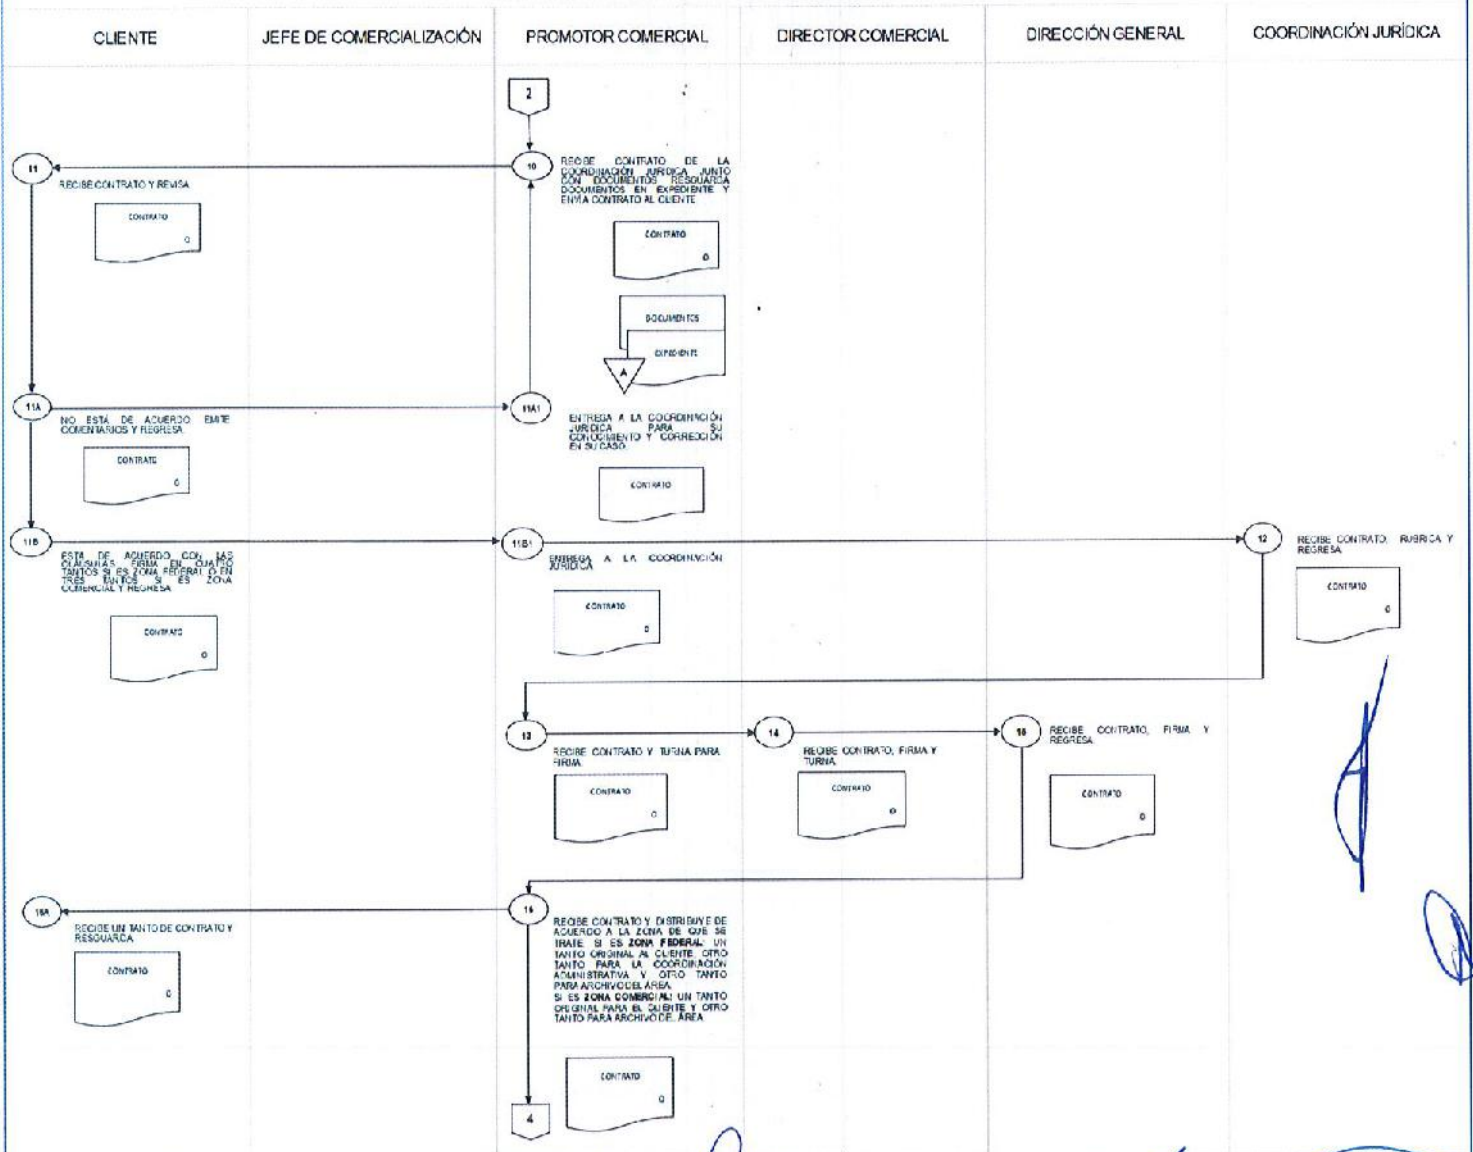 CLIENTE
JEFE DE COMERCIALIZACIÓN
PROMOTOR COMERCIAL
DIRECTOR COMERCIAL
DIRECCIÓN GENERAL
COORDINACIÓN JURÍDICA
2
11
10
RECIBE CONTRATO Y REVISA
CONTRATO
O
RECIBE CONTRATO DE LA
COORDINACIÓN JURIDICA JUNTO
CON DOCUMENTOS RESGUARDA
DOCUMENTOS EN EXPEDIENTE Y
ENVÍA CONTRATO AL CLIENTE
CONTRATO
O
DOCUMENTOS
EXPEDIENTE
A
11A
11A1
NO ESTÁ DE ACUERDO EMITE
COMENTARIOS Y REGRESA
CONTRATO
O
ENTREGA A LA COORDINACIÓN
JURIDICA PARA SU
CONOCIMIENTO Y CORRECCIÓN
EN SU CASO
CONTRATO
11B
11B1
12
ESTA DE ACUERDO CON LAS
CLÁUSULAS FIRMA EN CUATRO
TANTOS SI ES ZONA FEDERAL O EN
TRES TANTOS SI ES ZONA
COMERCIAL Y REGRESA
CONTRATO
O
ENTREGA A LA COORDINACIÓN
JURIDICA
CONTRATO
O
RECIBE CONTRATO, RUBRICA Y
REGRESA
CONTRATO
O
13
14
RECIBE CONTRATO Y TURNA PARA
FIRMA
CONTRATO
O
RECIBE CONTRATO, FIRMA Y
TURNA
CONTRATO
O
RECIBE CONTRATO, FIRMA Y
REGRESA
CONTRATO
O
16A
16
RECIBE UN TANTO DE CONTRATO Y
RESGUARDA
CONTRATO
O
RECIBE CONTRATO Y DISTRIBUYE DE
ACUERDO A LA ZONA DE QUE SE
TRATE. SI ES ZONA FEDERAL: UN
TANTO ORIGINAL AL CLIENTE, OTRO
TANTO PARA LA COORDINACIÓN
ADMINISTRATIVA Y OTRO TANTO
PARA ARCHIVO DEL ÁREA.
SI ES ZONA COMERCIAL: UN TANTO
ORIGINAL PARA EL CLIENTE Y OTRO
TANTO PARA ARCHIVO DEL ÁREA
CONTRATO
O
4